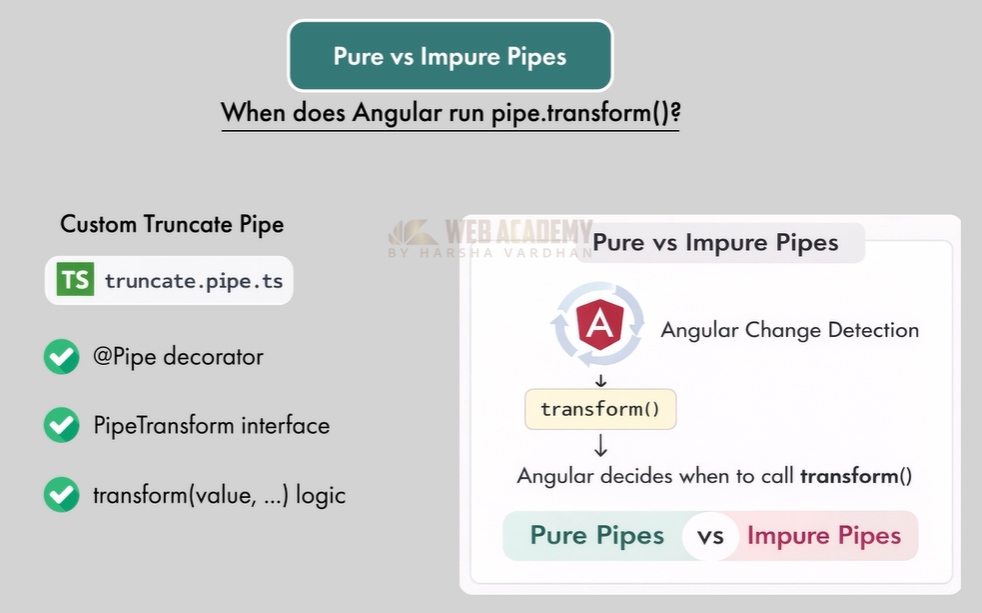 Pure vs Impure Pipes
When does Angular run pipe.transform()?
Custom Truncate Pipe
TS truncate.pipe.ts
@Pipe decorator
PipeTransform interface
transform(value, ...) logic
WEB ACADEMY
BY HARSHA VARDHAN
Pure vs Impure Pipes
A
Angular Change Detection
transform()
Angular decides when to call transform()
Pure Pipes vs Impure Pipes